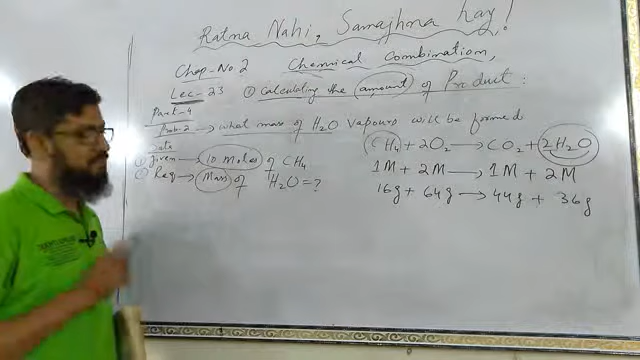 Ratna Nahi, Samajhna hay!
Chap-No.2 Chemical Combination,
Lec-23 ① Calculating the amount of Product:
Part-4
Prob-2 → What mass of H₂O Vapours will be formed
Data
① given → 10 Moles of CH₄
② Req → Mass of H₂O = ?
CH₄ + 2O₂ → CO₂ + 2H₂O
1M + 2M → 1M + 2M
16g + 64g → 44g + 36g